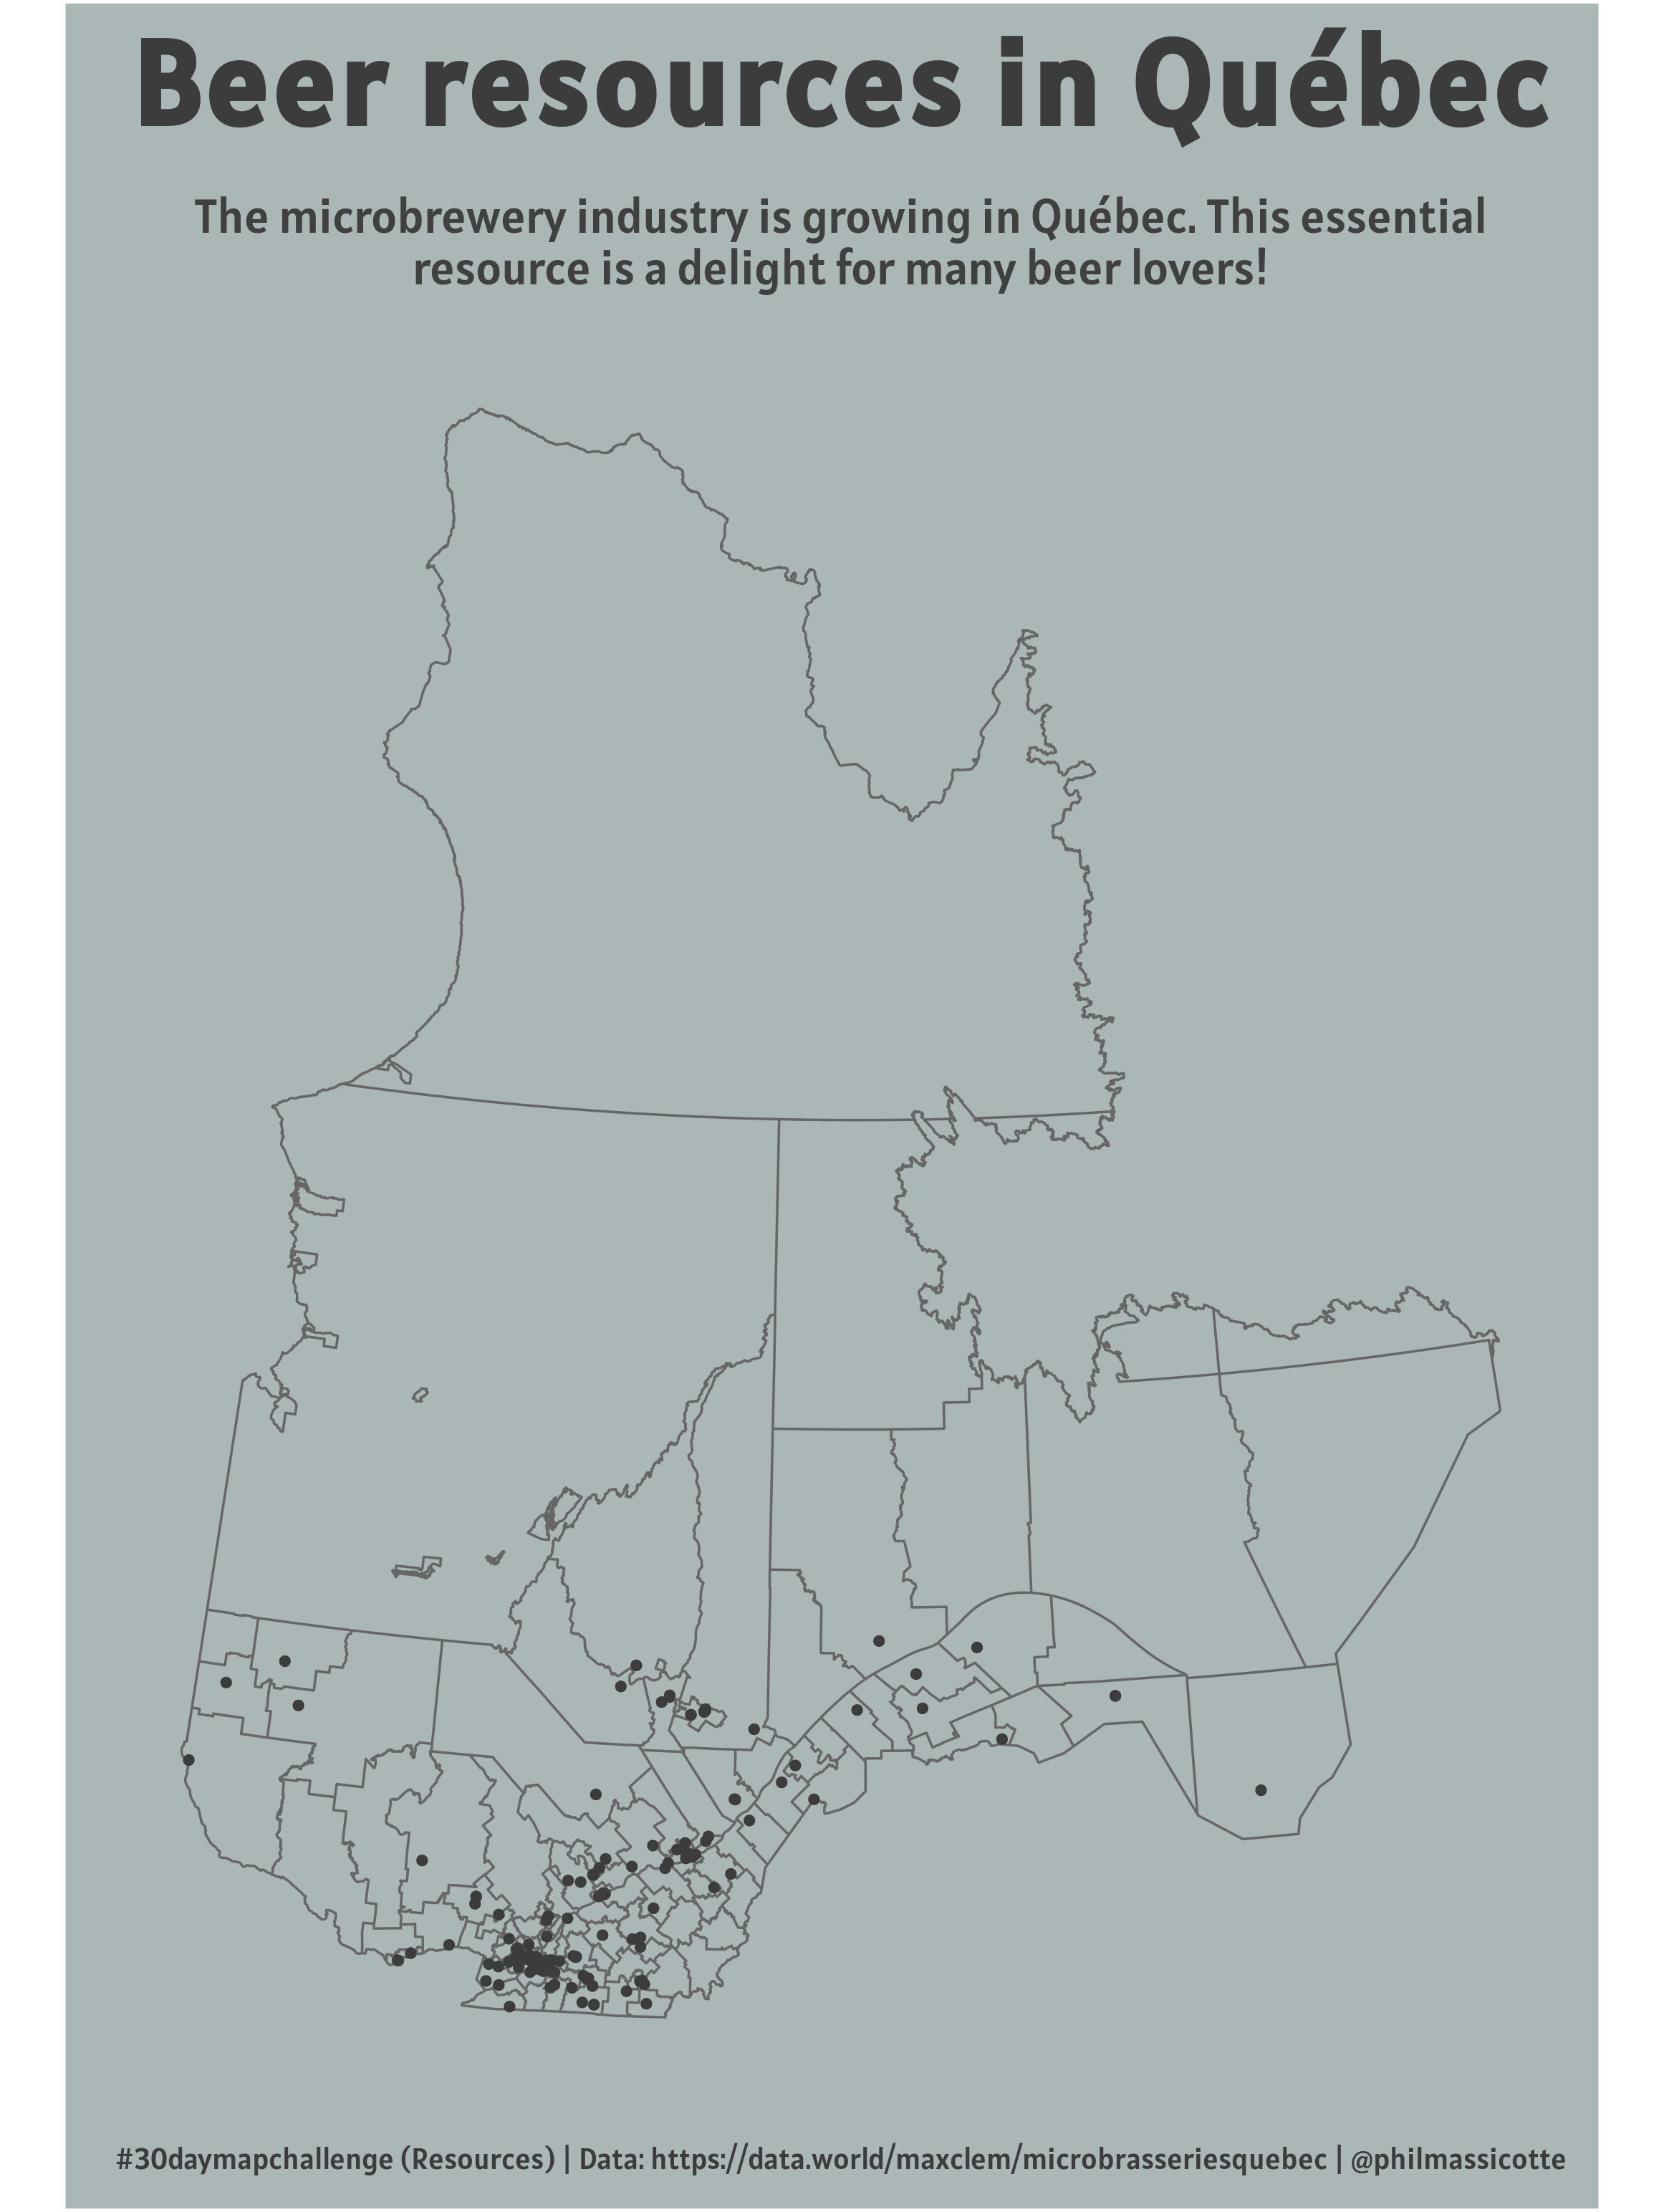 Beer resources in Québec
The microbrewery industry is growing in Québec. This essential
resource is a delight for many beer lovers!
#30daymapchallenge (Resources) | Data: https://data.world/maxclem/microbrasseriesquebec | @philmassicotte